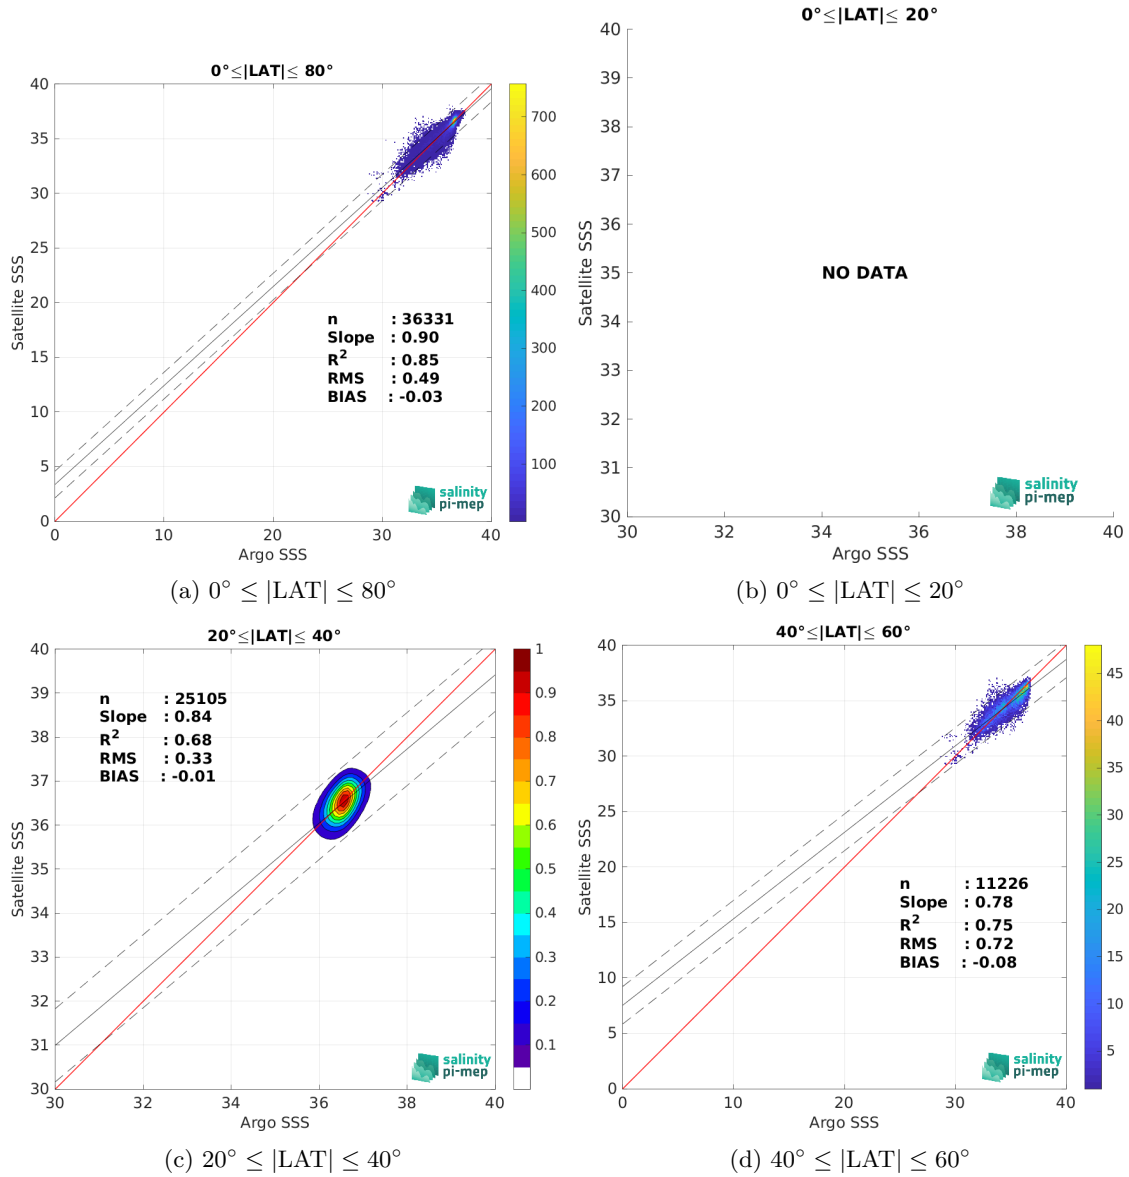 0°≤|LAT|≤ 80°
40
35
30
25
20
15
10
5
0
Satellite SSS
0
10
20
30
40
Argo SSS
n : 36331
Slope : 0.90
R² : 0.85
RMS : 0.49
BIAS : -0.03
salinity
pi-mep
700
600
500
400
300
200
100
(a) 0° ≤ |LAT| ≤ 80°
0°≤|LAT|≤ 20°
40
39
38
37
36
35
34
33
32
31
30
Satellite SSS
NO DATA
30
32
34
36
38
40
Argo SSS
salinity
pi-mep
(b) 0° ≤ |LAT| ≤ 20°
20°≤|LAT|≤ 40°
40
39
38
37
36
35
34
33
32
31
30
Satellite SSS
n : 25105
Slope : 0.84
R² : 0.68
RMS : 0.33
BIAS : -0.01
30
32
34
36
38
40
Argo SSS
salinity
pi-mep
1
0.9
0.8
0.7
0.6
0.5
0.4
0.3
0.2
0.1
(c) 20° ≤ |LAT| ≤ 40°
40°≤|LAT|≤ 60°
40
35
30
25
20
15
10
5
0
Satellite SSS
n : 11226
Slope : 0.78
R² : 0.75
RMS : 0.72
BIAS : -0.08
0
10
20
30
40
Argo SSS
salinity
pi-mep
45
40
35
30
25
20
15
10
5
(d) 40° ≤ |LAT| ≤ 60°